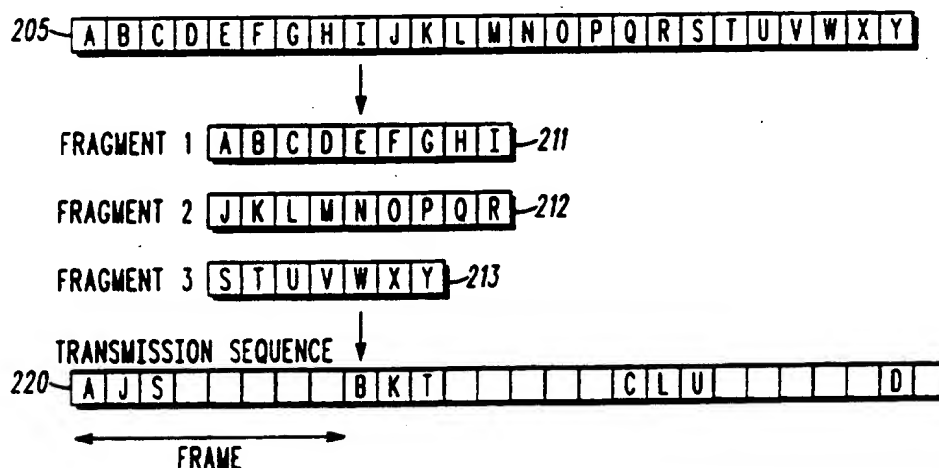 205 A B C D E F G H I J K L M N O P Q R S T U V W X Y
FRAGMENT 1 A B C D E F G H I 211
FRAGMENT 2 J K L M N O P Q R 212
FRAGMENT 3 S T U V W X Y 213
TRANSMISSION SEQUENCE
220 A J S B K T C L U D
FRAME